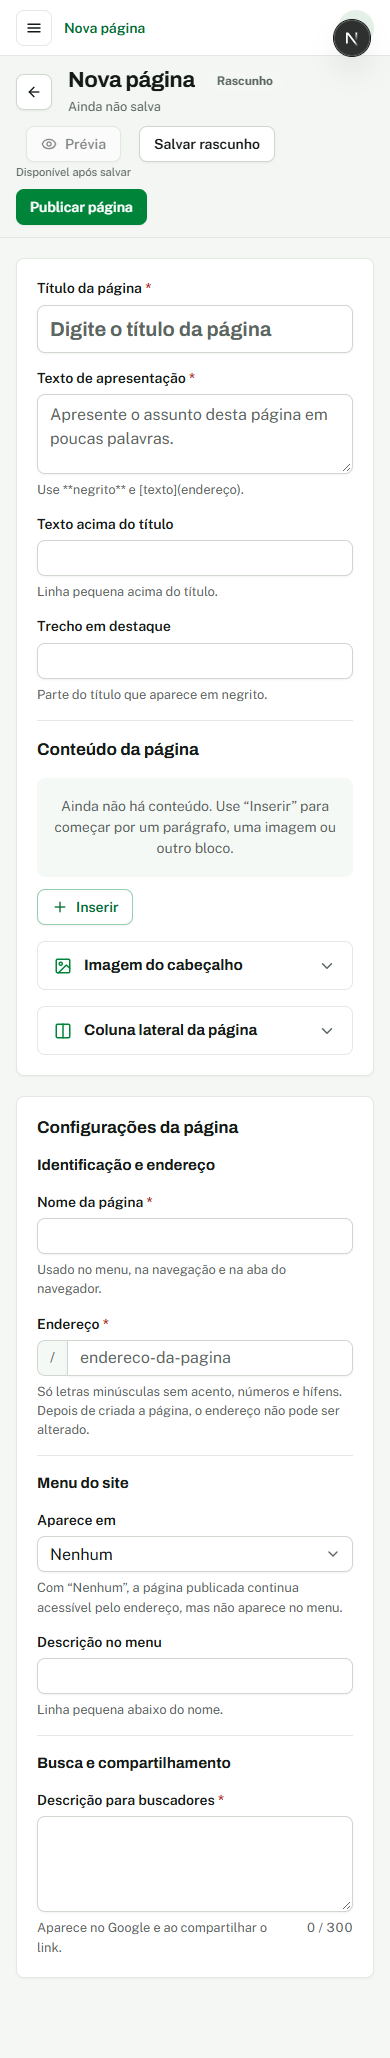 Nova página
N
Nova página Rascunho
Ainda não salva
Prévia Salvar rascunho
Disponível após salvar
Publicar página
Título da página *
Digite o título da página
Texto de apresentação *
Apresente o assunto desta página em
poucas palavras.
Use **negrito** e [texto](endereço).
Texto acima do título
Linha pequena acima do título.
Trecho em destaque
Parte do título que aparece em negrito.
Conteúdo da página
Ainda não há conteúdo. Use “Inserir” para
começar por um parágrafo, uma imagem ou
outro bloco.
+ Inserir
Imagem do cabeçalho
Coluna lateral da página
Configurações da página
Identificação e endereço
Nome da página *
Usado no menu, na navegação e na aba do
navegador.
Endereço *
/ endereco-da-pagina
Só letras minúsculas sem acento, números e hífens.
Depois de criada a página, o endereço não pode ser
alterado.
Menu do site
Aparece em
Nenhum
Com “Nenhum”, a página publicada continua
acessível pelo endereço, mas não aparece no menu.
Descrição no menu
Linha pequena abaixo do nome.
Busca e compartilhamento
Descrição para buscadores *
Aparece no Google e ao compartilhar o 0 / 300
link.